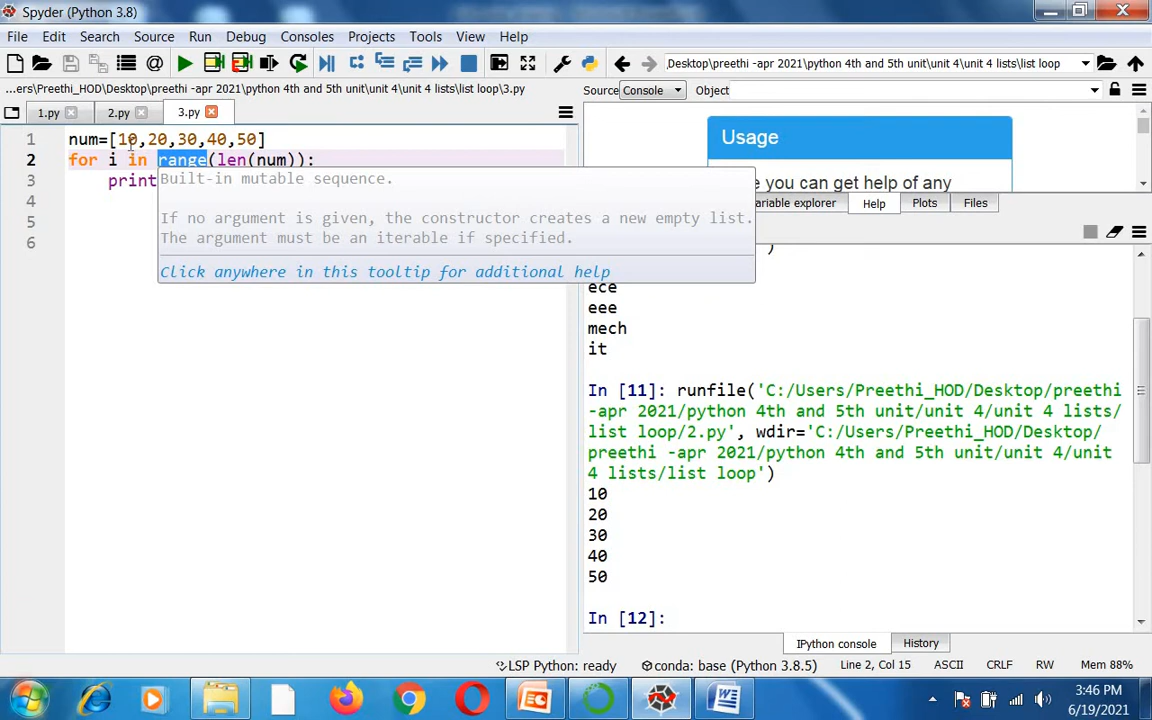 Spyder (Python 3.8)
File Edit Search Source Run Debug Consoles Projects Tools View Help
Desktop\preethi -apr 2021\python 4th and 5th unit\unit 4\unit 4 lists\list loop
...ers\Preethi_HOD\Desktop\preethi -apr 2021\python 4th and 5th unit\unit 4\unit 4 lists\list loop\3.py
Source Console Object
1.py 2.py 3.py
Usage
1 num=[10,20,30,40,50]
2 for i in range(len(num)):
3 print
4
5
6
Built-in mutable sequence.
If no argument is given, the constructor creates a new empty list.
The argument must be an iterable if specified.
Click anywhere in this tooltip for additional help
e you can get help of any
ariable explorer Help Plots Files
)
ece
eee
mech
it
In [11]: runfile('C:/Users/Preethi_HOD/Desktop/preethi
-apr 2021/python 4th and 5th unit/unit 4/unit 4 lists/
list loop/2.py', wdir='C:/Users/Preethi_HOD/Desktop/
preethi -apr 2021/python 4th and 5th unit/unit 4/unit
4 lists/list loop')
10
20
30
40
50
In [12]:
IPython console History
LSP Python: ready conda: base (Python 3.8.5) Line 2, Col 15 ASCII CRLF RW Mem 88%
3:46 PM
6/19/2021